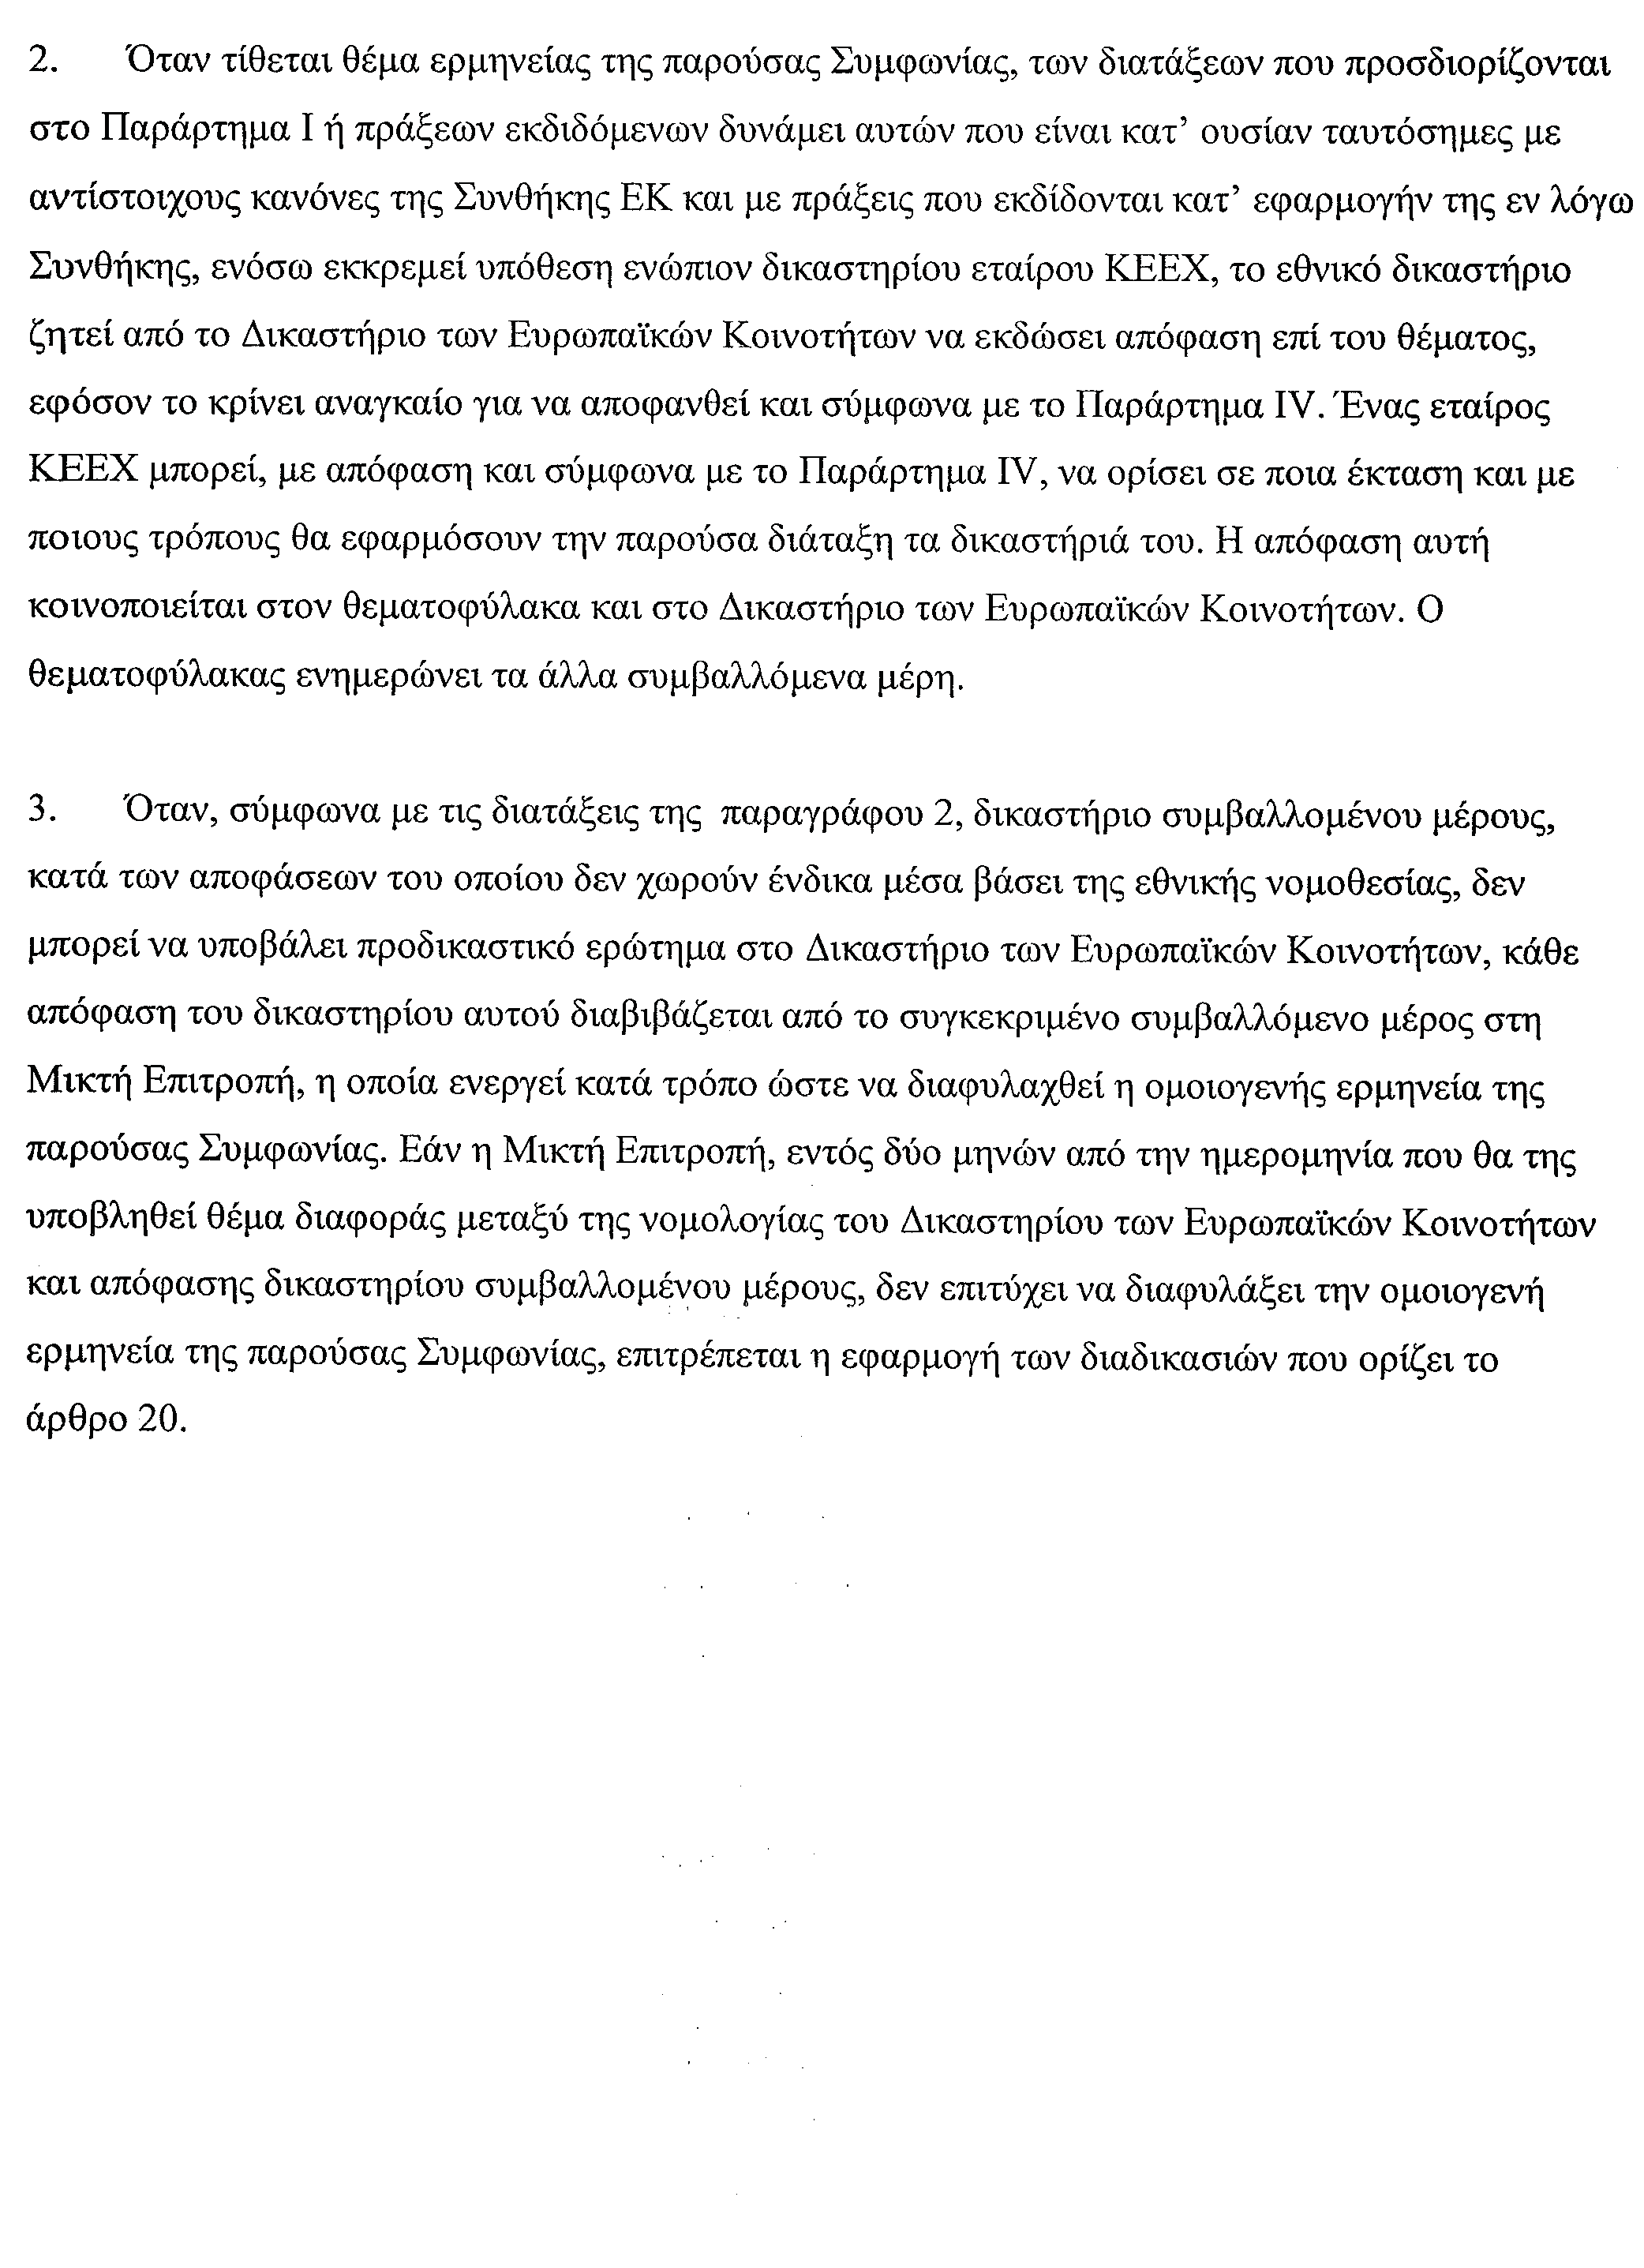 2. Όταν τίθεται θέμα ερμηνείας της παρούσας Συμφωνίας, των διατάξεων που προσδιορίζονται
στο Παράρτημα Ι ή πράξεων εκδιδόμενων δυνάμει αυτών που είναι κατ’ ουσίαν ταυτόσημες με
αντίστοιχους κανόνες της Συνθήκης ΕΚ και με πράξεις που εκδίδονται κατ’ εφαρμογήν της εν λόγω
Συνθήκης, ενόσω εκκρεμεί υπόθεση ενώπιον δικαστηρίου εταίρου ΚΕΕΧ, το εθνικό δικαστήριο
ζητεί από το Δικαστήριο των Ευρωπαϊκών Κοινοτήτων να εκδώσει απόφαση επί του θέματος,
εφόσον το κρίνει αναγκαίο για να αποφανθεί και σύμφωνα με το Παράρτημα IV. Ένας εταίρος
ΚΕΕΧ μπορεί, με απόφαση και σύμφωνα με το Παράρτημα IV, να ορίσει σε ποια έκταση και με
ποιους τρόπους θα εφαρμόσουν την παρούσα διάταξη τα δικαστήριά του. Η απόφαση αυτή
κοινοποιείται στον θεματοφύλακα και στο Δικαστήριο των Ευρωπαϊκών Κοινοτήτων. Ο
θεματοφύλακας ενημερώνει τα άλλα συμβαλλόμενα μέρη.
3. Όταν, σύμφωνα με τις διατάξεις της παραγράφου 2, δικαστήριο συμβαλλομένου μέρους,
κατά των αποφάσεων του οποίου δεν χωρούν ένδικα μέσα βάσει της εθνικής νομοθεσίας, δεν
μπορεί να υποβάλει προδικαστικό ερώτημα στο Δικαστήριο των Ευρωπαϊκών Κοινοτήτων, κάθε
απόφαση του δικαστηρίου αυτού διαβιβάζεται από το συγκεκριμένο συμβαλλόμενο μέρος στη
Μικτή Επιτροπή, η οποία ενεργεί κατά τρόπο ώστε να διαφυλαχθεί η ομοιογενής ερμηνεία της
παρούσας Συμφωνίας. Εάν η Μικτή Επιτροπή, εντός δύο μηνών από την ημερομηνία που θα της
υποβληθεί θέμα διαφοράς μεταξύ της νομολογίας του Δικαστηρίου των Ευρωπαϊκών Κοινοτήτων
και απόφασης δικαστηρίου συμβαλλομένου μέρους, δεν επιτύχει να διαφυλάξει την ομοιογενή
ερμηνεία της παρούσας Συμφωνίας, επιτρέπεται η εφαρμογή των διαδικασιών που ορίζει το
άρθρο 20.